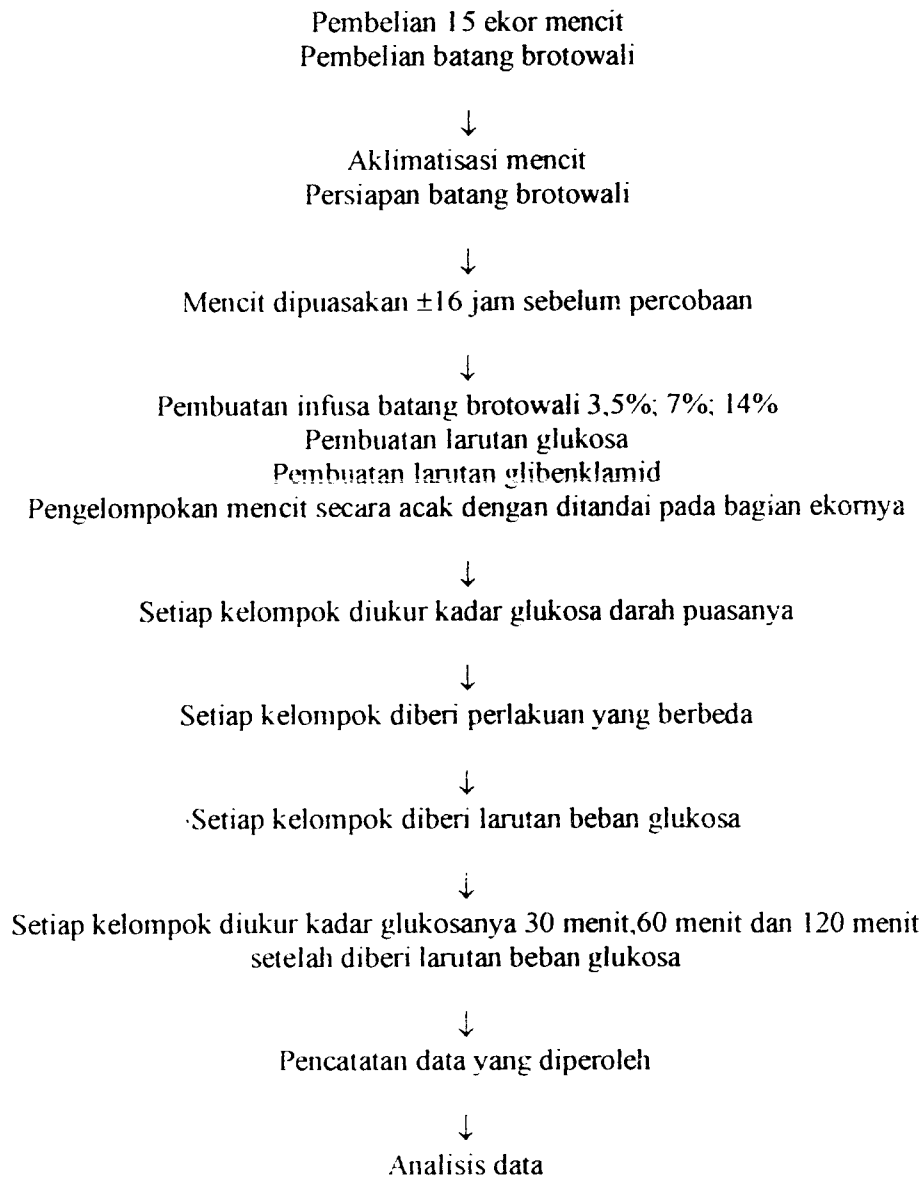 Pembelian 15 ekor mencit
Pembelian batang brotowali
↓
Aklimatisasi mencit
Persiapan batang brotowali
↓
Mencit dipuasakan ±16 jam sebelum percobaan
↓
Pembuatan infusa batang brotowali 3,5%; 7%; 14%
Pembuatan larutan glukosa
Pembuatan larutan glibenklamid
Pengelompokan mencit secara acak dengan ditandai pada bagian ekornya
↓
Setiap kelompok diukur kadar glukosa darah puasanya
↓
Setiap kelompok diberi perlakuan yang berbeda
↓
Setiap kelompok diberi larutan beban glukosa
↓
Setiap kelompok diukur kadar glukosanya 30 menit,60 menit dan 120 menit
setelah diberi larutan beban glukosa
↓
Pencatatan data yang diperoleh
↓
Analisis data